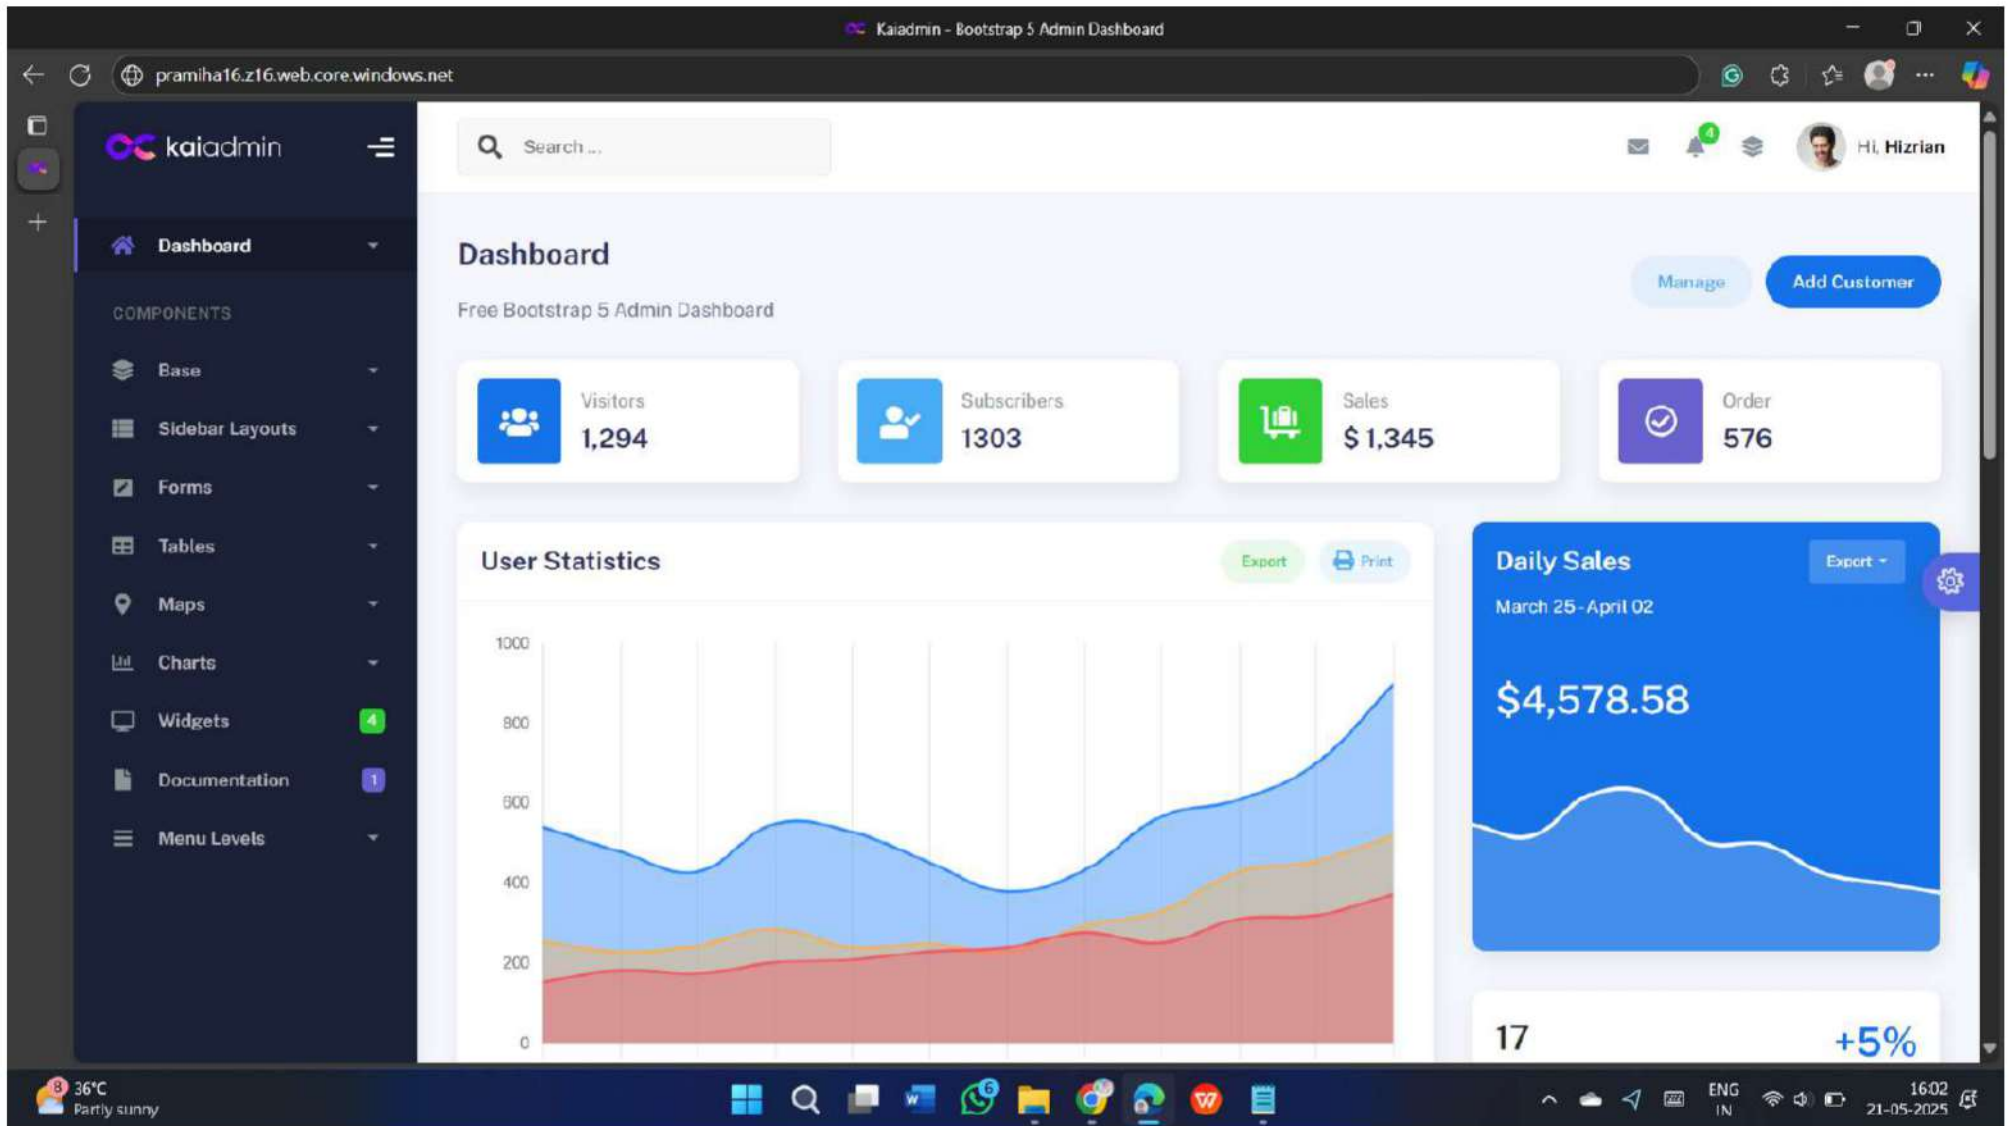 Kaiadmin - Bootstrap 5 Admin Dashboard
pramiha16.z16.web.core.windows.net
kaiadmin
Search ...
4
Hi, Hizrian
Dashboard
COMPONENTS
Base
Sidebar Layouts
Forms
Tables
Maps
Charts
Widgets 4
Documentation 1
Menu Levels
Dashboard
Free Bootstrap 5 Admin Dashboard
Manage
Add Customer
Visitors
1,294
Subscribers
1303
Sales
$ 1,345
Order
576
User Statistics
Export
Print
1000
800
600
400
200
0
Daily Sales
Export
March 25 - April 02
$4,578.58
17
+5%
8
36°C
Partly sunny
W
6
ENG
IN
16:02
21-05-2025